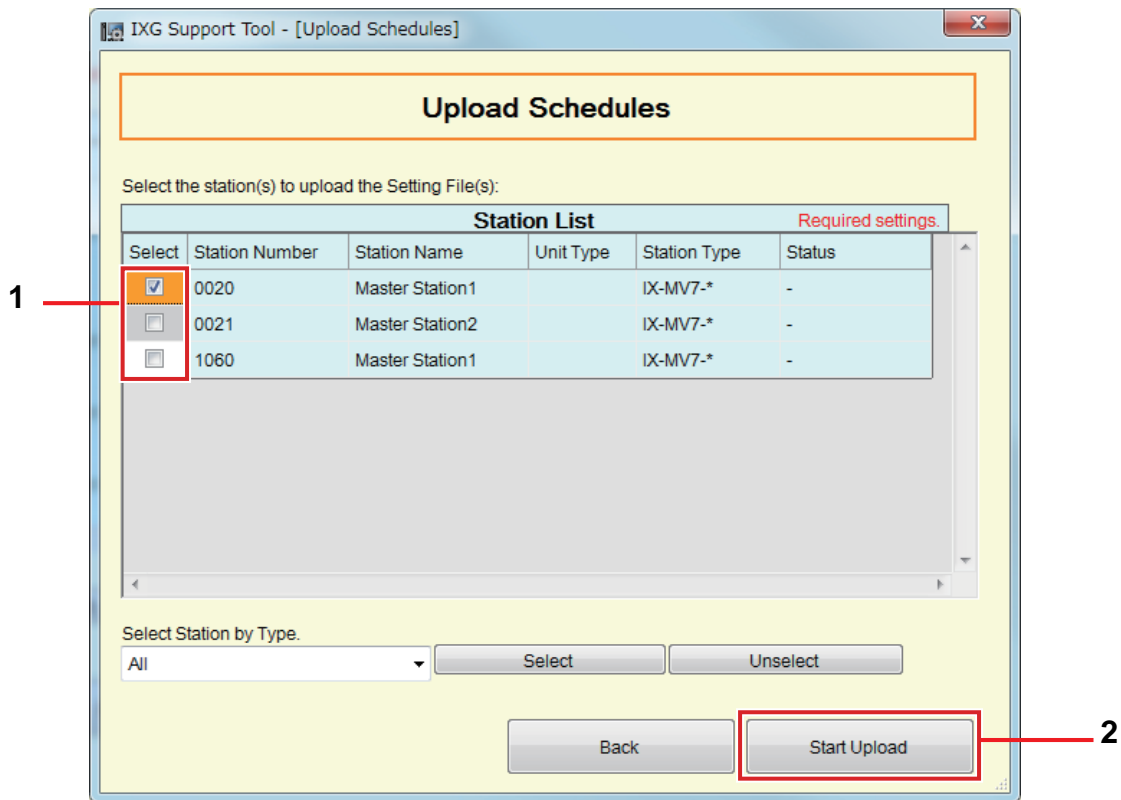 IXG Support Tool - [Upload Schedules]
Upload Schedules
Select the station(s) to upload the Setting File(s):
Station List Required settings.
Select Station Number Station Name Unit Type Station Type Status
1
0020 Master Station1 IX-MV7-* -
0021 Master Station2 IX-MV7-* -
1060 Master Station1 IX-MV7-* -
Select Station by Type.
All Select Unselect
Back Start Upload 2